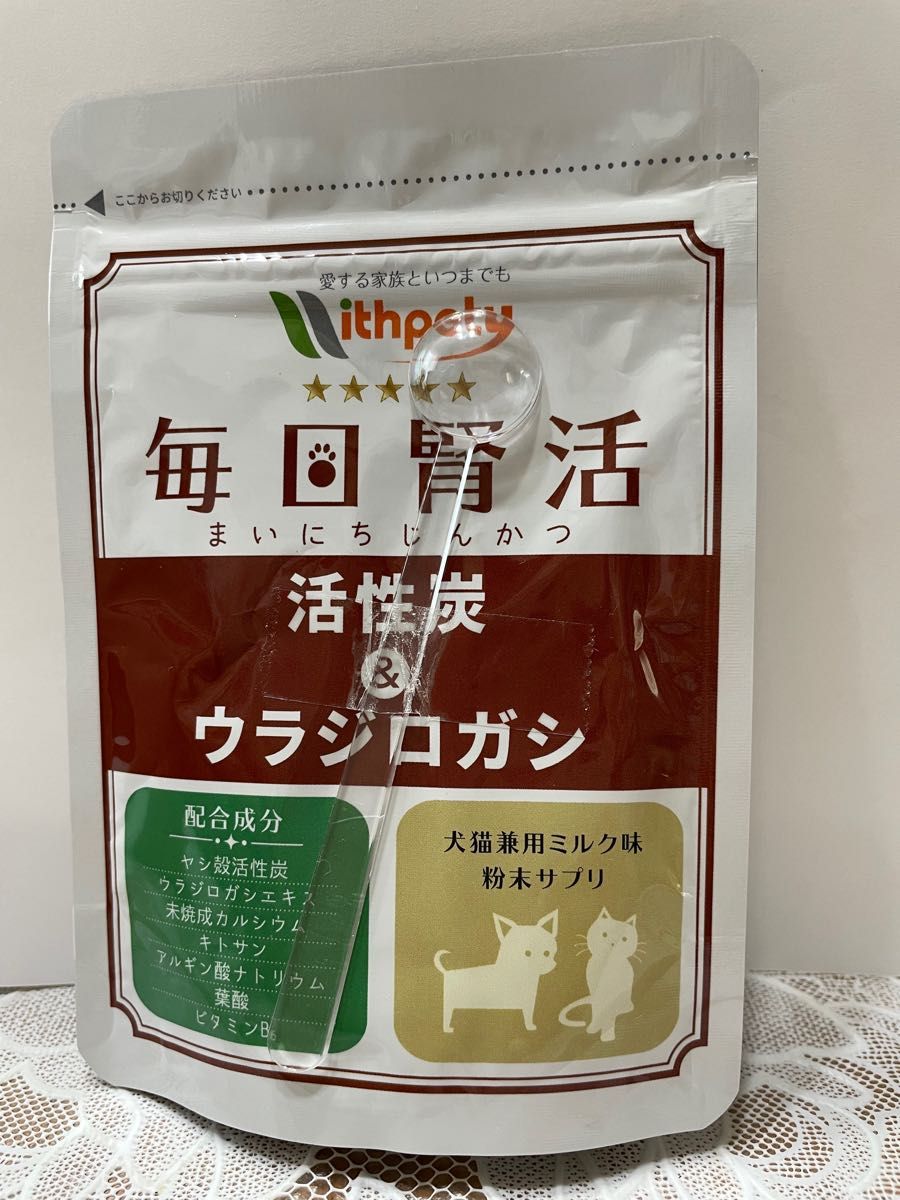 ここからお切りください
愛する家族といつまでも
Withpety
毎日腎活
まいにちじんかつ
活性炭
&
ウラジロガシ
配合成分
ヤシ殻活性炭
ウラジロガシエキス
未焼成カルシウム
キトサン
アルギン酸ナトリウム
葉酸
ビタミンB6
犬猫兼用ミルク味
粉末サプリ